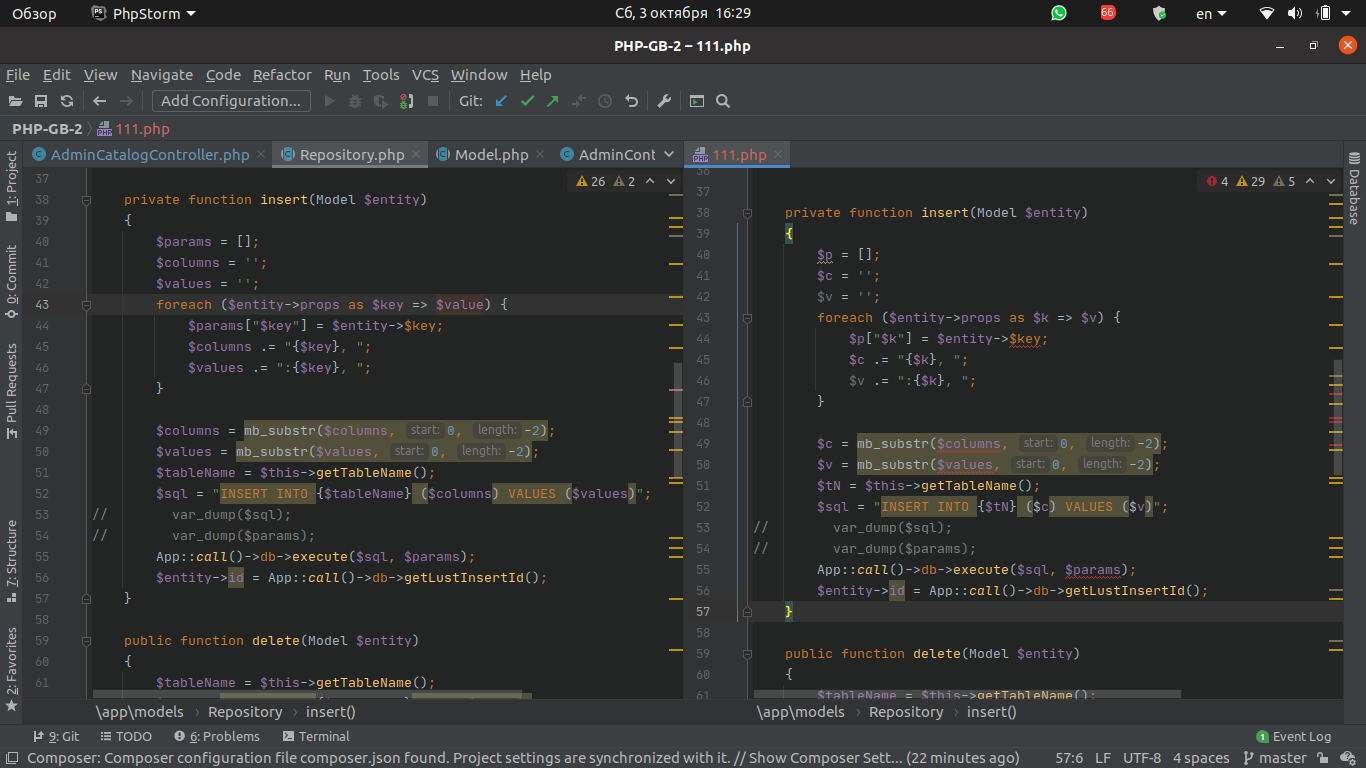 Обзор PhpStorm Сб, 3 октября 16:29 66 en
PHP-GB-2 – 111.php
File Edit View Navigate Code Refactor Run Tools VCS Window Help
Add Configuration... Git:
PHP-GB-2 111.php
AdminCatalogController.php Repository.php Model.php AdminCont
111.php
1: Project
0: Commit
Pull Requests
7: Structure
2: Favorites
26 2
37
38 private function insert(Model $entity)
39 {
40 $params = [];
41 $columns = '';
42 $values = '';
43 foreach ($entity->props as $key => $value) {
44 $params["$key"] = $entity->$key;
45 $columns .= "{$key}, ";
46 $values .= ":{$key}, ";
47 }
48
49 $columns = mb_substr($columns, start: 0, length: -2);
50 $values = mb_substr($values, start: 0, length: -2);
51 $tableName = $this->getTableName();
52 $sql = "INSERT INTO {$tableName} ($columns) VALUES ($values)";
53 // var_dump($sql);
54 // var_dump($params);
55 App::call()->db->execute($sql, $params);
56 $entity->id = App::call()->db->getLustInsertId();
57 }
58
59 public function delete(Model $entity)
60 {
61 $tableName = $this->getTableName();
\app\models Repository insert()
4 29 5
36
37
38 private function insert(Model $entity)
39 {
40 $p = [];
41 $c = '';
42 $v = '';
43 foreach ($entity->props as $k => $v) {
44 $p["$k"] = $entity->$key;
45 $c .= "{$k}, ";
46 $v .= ":{$k}, ";
47 }
48
49 $c = mb_substr($columns, start: 0, length: -2);
50 $v = mb_substr($values, start: 0, length: -2);
51 $tN = $this->getTableName();
52 $sql = "INSERT INTO {$tN} ($c) VALUES ($v)";
53 // var_dump($sql);
54 // var_dump($params);
55 App::call()->db->execute($sql, $params);
56 $entity->id = App::call()->db->getLustInsertId();
57 }
58
59 public function delete(Model $entity)
60 {
61 $tableName = $this->getTableName();
\app\models Repository insert()
Database
9: Git TODO 6: Problems Terminal 1 Event Log
Composer: Composer configuration file composer.json found. Project settings are synchronized with it. // Show Composer Sett... (22 minutes ago) 57:6 LF UTF-8 4 spaces master